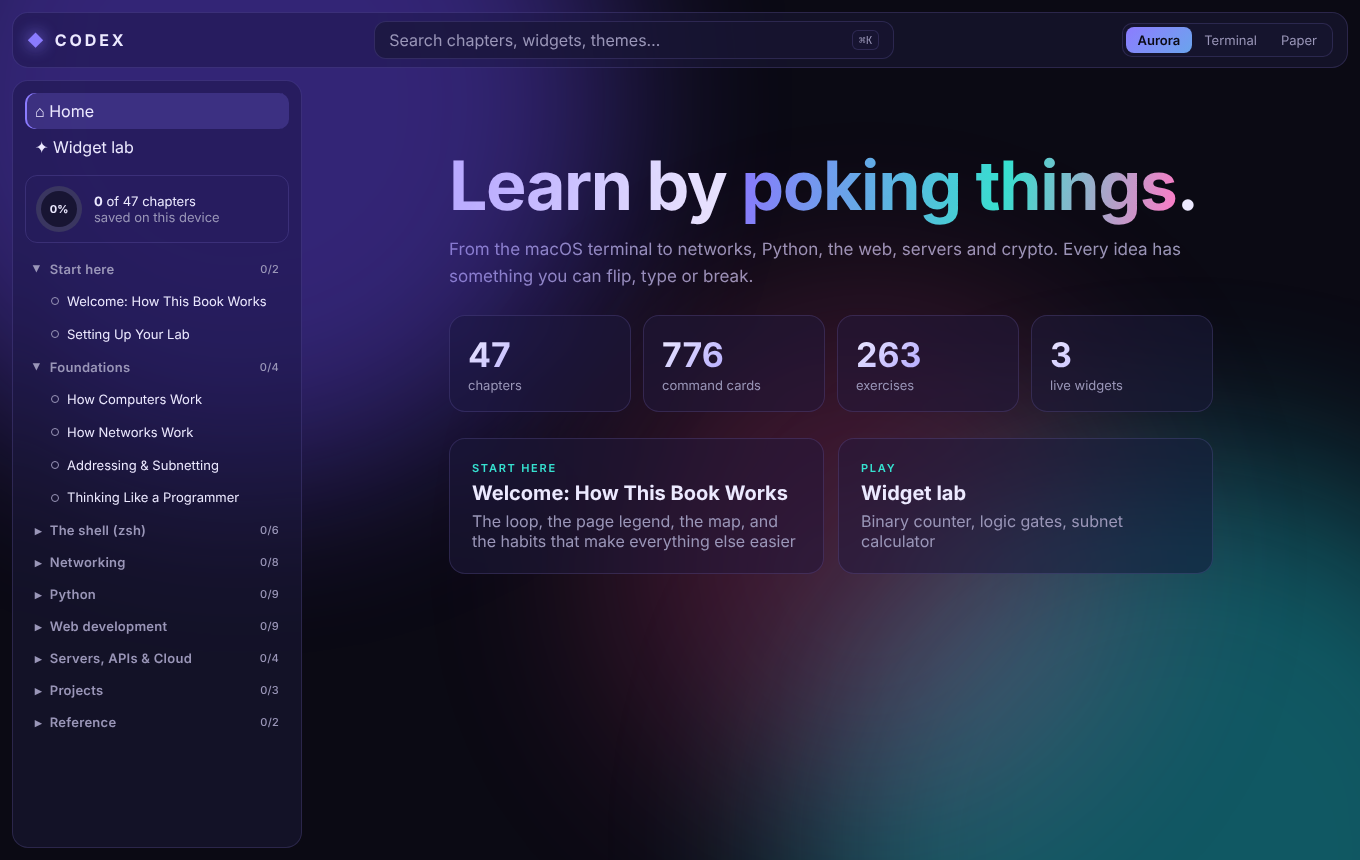 CODEX
Search chapters, widgets, themes... ⌘K
Aurora Terminal Paper
⌂ Home
✦ Widget lab
0% 0 of 47 chapters
saved on this device
▼ Start here 0/2
Welcome: How This Book Works
Setting Up Your Lab
▼ Foundations 0/4
How Computers Work
How Networks Work
Addressing & Subnetting
Thinking Like a Programmer
► The shell (zsh) 0/6
► Networking 0/8
► Python 0/9
► Web development 0/9
► Servers, APIs & Cloud 0/4
► Projects 0/3
► Reference 0/2
Learn by poking things.
From the macOS terminal to networks, Python, the web, servers and crypto. Every idea has
something you can flip, type or break.
47
chapters
776
command cards
263
exercises
3
live widgets
START HERE
Welcome: How This Book Works
The loop, the page legend, the map, and
the habits that make everything else easier
PLAY
Widget lab
Binary counter, logic gates, subnet
calculator